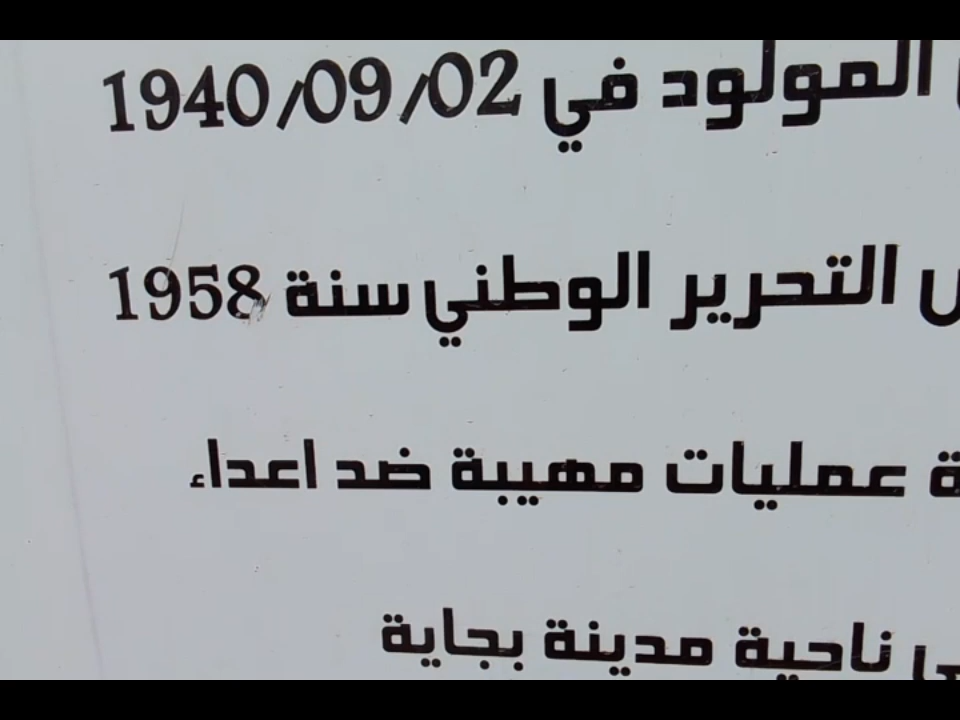 المولود في 1940/09/02
التحرير الوطني سنة 1958
عمليات مهيبة ضد اعداء
ناحية مدينة بجاية